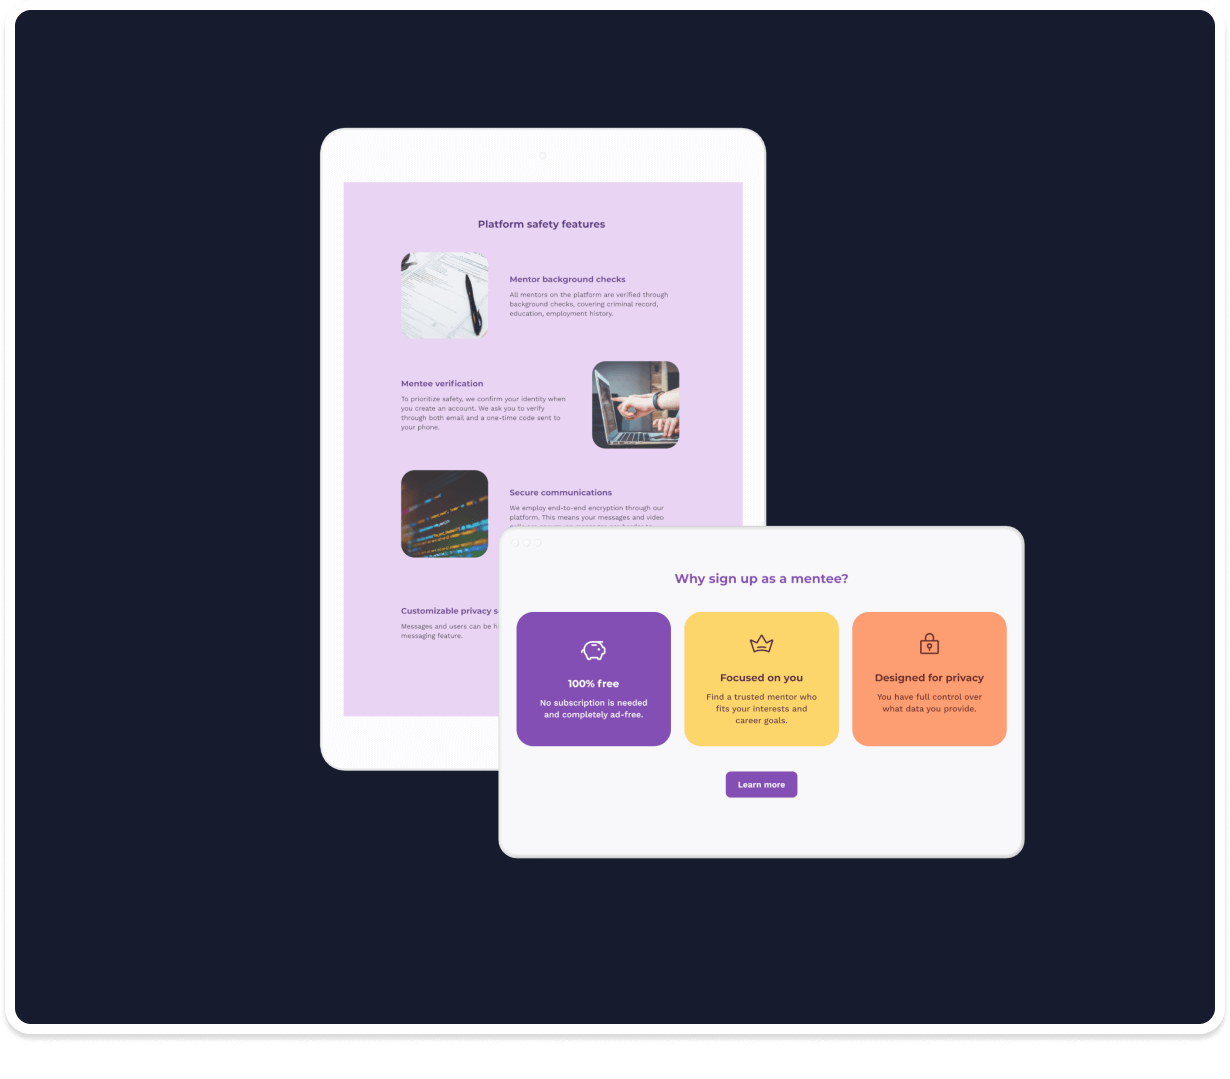 Platform safety features
Mentor background checks
All mentors on the platform are verified through
background checks, covering criminal record,
education, employment history.
Mentee verification
To prioritize safety, we confirm your identity when
you create an account. We ask you to verify
through both email and a one-time code sent to
your phone.
Secure communications
We employ end-to-end encryption through our
platform. This means your messages and video
Customizable privacy s
Messages and users can be h
messaging feature.
Why sign up as a mentee?
100% free
No subscription is needed
and completely ad-free.
Focused on you
Find a trusted mentor who
fits your interests and
career goals.
Designed for privacy
You have full control over
what data you provide.
Learn more